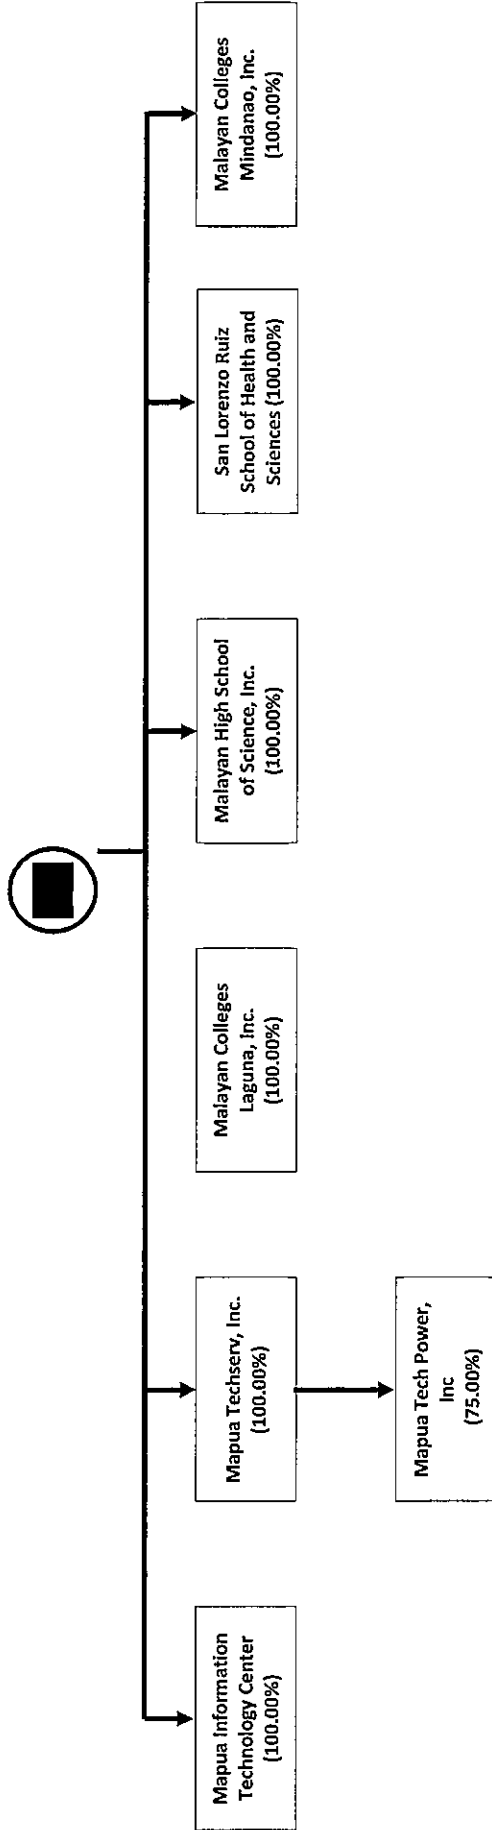 Mapua Information
Technology Center
(100.00%)
Mapua Techserv, Inc.
(100.00%)
Malayan Colleges
Laguna, Inc.
(100.00%)
Malayan High School
of Science, Inc.
(100.00%)
San Lorenzo Ruiz
School of Health and
Sciences (100.00%)
Malayan Colleges
Mindanao, Inc.
(100.00%)
Mapua Tech Power,
Inc
(75.00%)